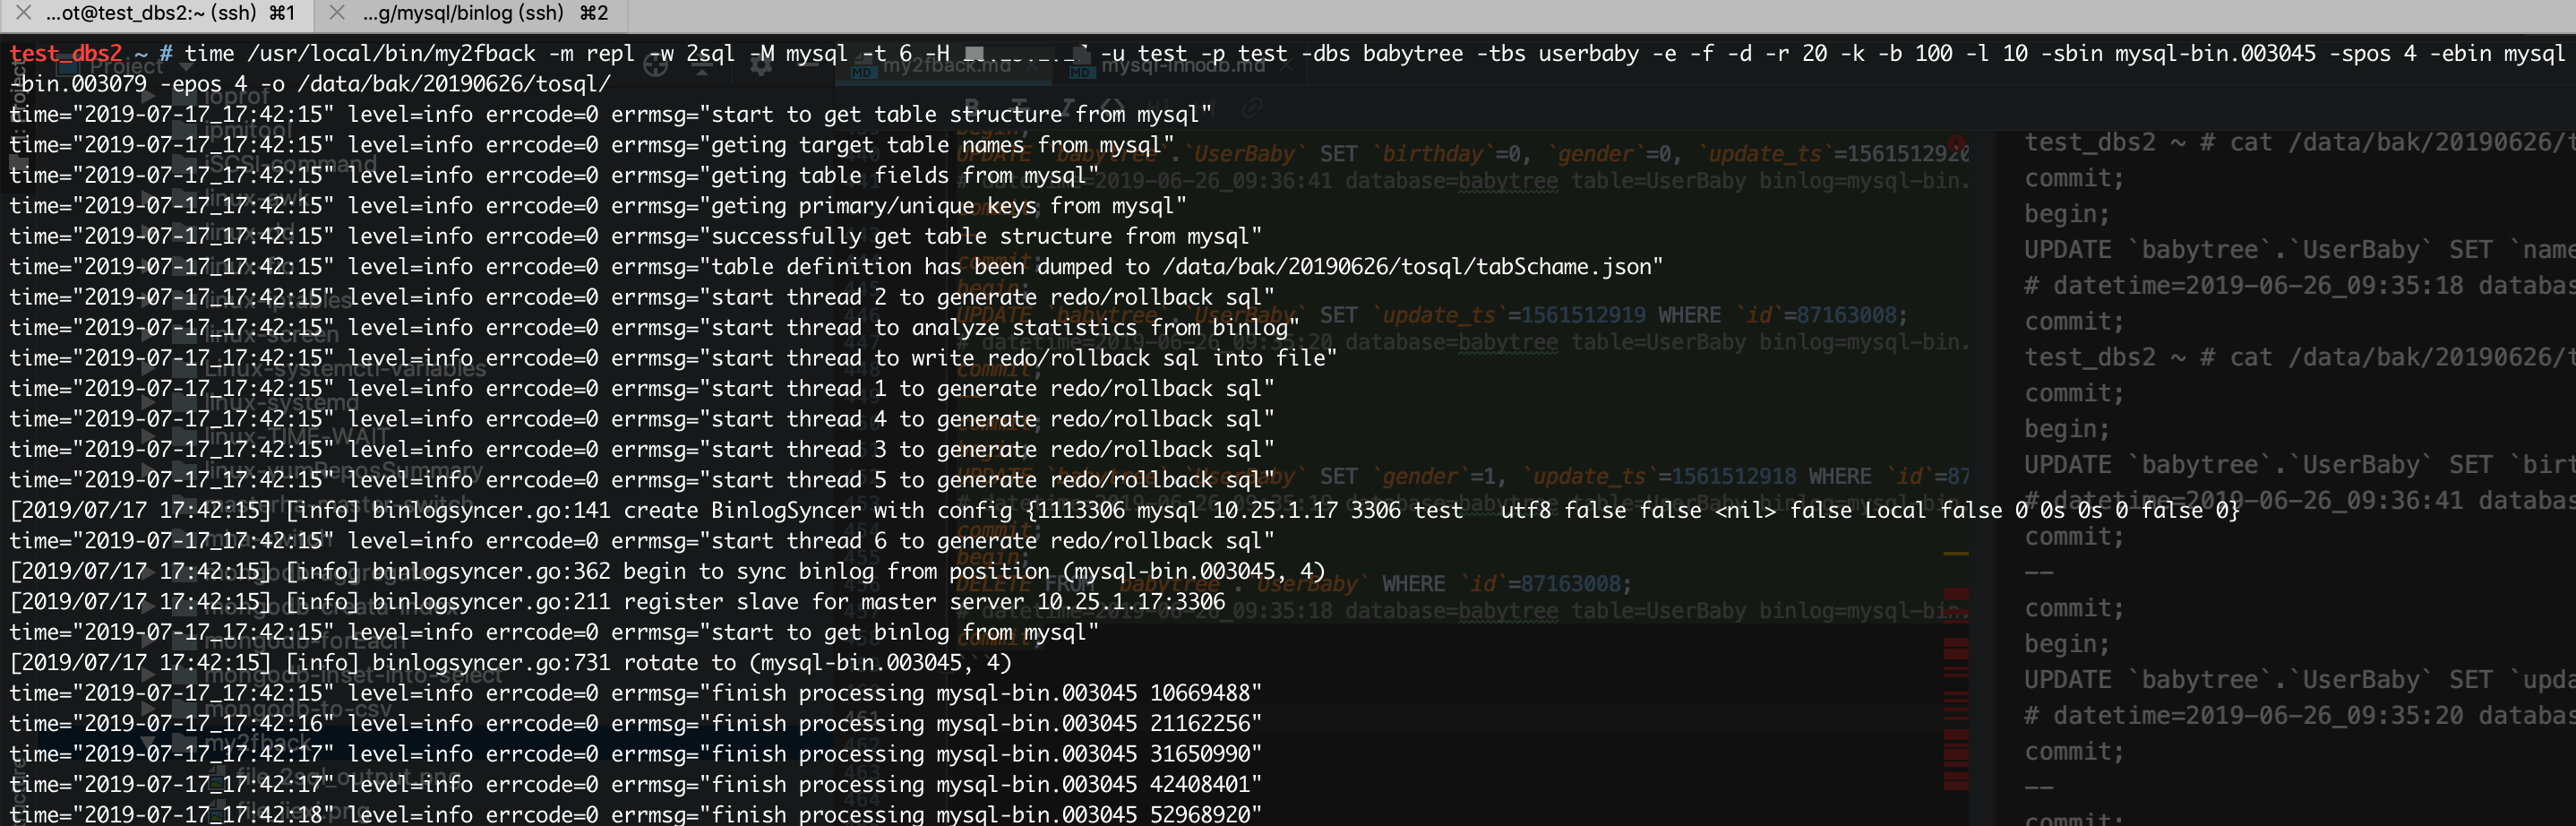 ...ot@test_dbs2:~ (ssh) ⌘1
...g/mysql/binlog (ssh) ⌘2
test_dbs2 ~ # time /usr/local/bin/my2fback -m repl -w 2sql -M mysql -t 6 -H -u test -p test -dbs babytree -tbs userbaby -e -f -d -r 20 -k -b 100 -l 10 -sbin mysql-bin.003045 -spos 4 -ebin mysql
-bin.003079 -epos 4 -o /data/bak/20190626/tosql/
time="2019-07-17_17:42:15" level=info errcode=0 errmsg="start to get table structure from mysql"
time="2019-07-17_17:42:15" level=info errcode=0 errmsg="geting target table names from mysql"
time="2019-07-17_17:42:15" level=info errcode=0 errmsg="geting table fields from mysql"
time="2019-07-17_17:42:15" level=info errcode=0 errmsg="geting primary/unique keys from mysql"
time="2019-07-17_17:42:15" level=info errcode=0 errmsg="successfully get table structure from mysql"
time="2019-07-17_17:42:15" level=info errcode=0 errmsg="table definition has been dumped to /data/bak/20190626/tosql/tabSchame.json"
time="2019-07-17_17:42:15" level=info errcode=0 errmsg="start thread 2 to generate redo/rollback sql"
time="2019-07-17_17:42:15" level=info errcode=0 errmsg="start thread to analyze statistics from binlog"
time="2019-07-17_17:42:15" level=info errcode=0 errmsg="start thread to write redo/rollback sql into file"
time="2019-07-17_17:42:15" level=info errcode=0 errmsg="start thread 1 to generate redo/rollback sql"
time="2019-07-17_17:42:15" level=info errcode=0 errmsg="start thread 4 to generate redo/rollback sql"
time="2019-07-17_17:42:15" level=info errcode=0 errmsg="start thread 3 to generate redo/rollback sql"
time="2019-07-17_17:42:15" level=info errcode=0 errmsg="start thread 5 to generate redo/rollback sql"
[2019/07/17 17:42:15] [info] binlogsyncer.go:141 create BinlogSyncer with config {1113306 mysql 10.25.1.17 3306 test   utf8 false false <nil> false Local false 0 0s 0s 0 false 0}
time="2019-07-17_17:42:15" level=info errcode=0 errmsg="start thread 6 to generate redo/rollback sql"
[2019/07/17 17:42:15] [info] binlogsyncer.go:362 begin to sync binlog from position (mysql-bin.003045, 4)
[2019/07/17 17:42:15] [info] binlogsyncer.go:211 register slave for master server 10.25.1.17:3306
time="2019-07-17_17:42:15" level=info errcode=0 errmsg="start to get binlog from mysql"
[2019/07/17 17:42:15] [info] binlogsyncer.go:731 rotate to (mysql-bin.003045, 4)
time="2019-07-17_17:42:15" level=info errcode=0 errmsg="finish processing mysql-bin.003045 10669488"
time="2019-07-17_17:42:16" level=info errcode=0 errmsg="finish processing mysql-bin.003045 21162256"
time="2019-07-17_17:42:17" level=info errcode=0 errmsg="finish processing mysql-bin.003045 31650990"
time="2019-07-17_17:42:17" level=info errcode=0 errmsg="finish processing mysql-bin.003045 42408401"
time="2019-07-17_17:42:18" level=info errcode=0 errmsg="finish processing mysql-bin.003045 52968920"
test_dbs2 ~ # cat /data/bak/20190626/t
commit;
begin;
UPDATE `babytree`.`UserBaby` SET `name
# datetime=2019-06-26_09:35:18 databas
commit;
test_dbs2 ~ # cat /data/bak/20190626/t
commit;
begin;
UPDATE `babytree`.`UserBaby` SET `birt
# datetime=2019-06-26_09:36:41 databas
commit;
--
commit;
begin;
UPDATE `babytree`.`UserBaby` SET `upda
# datetime=2019-06-26_09:35:20 databas
commit;
--
commit;